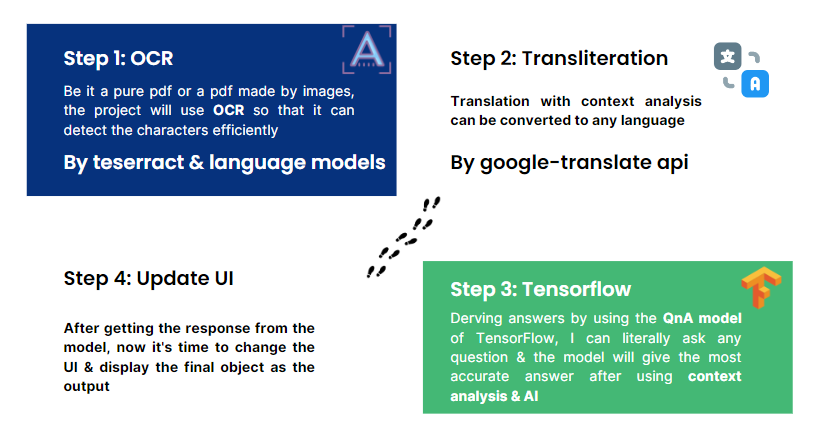 Step 1: OCR
Be it a pure pdf or a pdf made by images,
the project will use OCR so that it can
detect the characters efficiently
By teserract & language models
Step 2: Transliteration
Translation with context analysis
can be converted to any language
By google-translate api
Step 3: Tensorflow
Derving answers by using the QnA model
of TensorFlow, I can literally ask any
question & the model will give the most
accurate answer after using context
analysis & AI
Step 4: Update UI
After getting the response from the
model, now it's time to change the
UI & display the final object as the
output